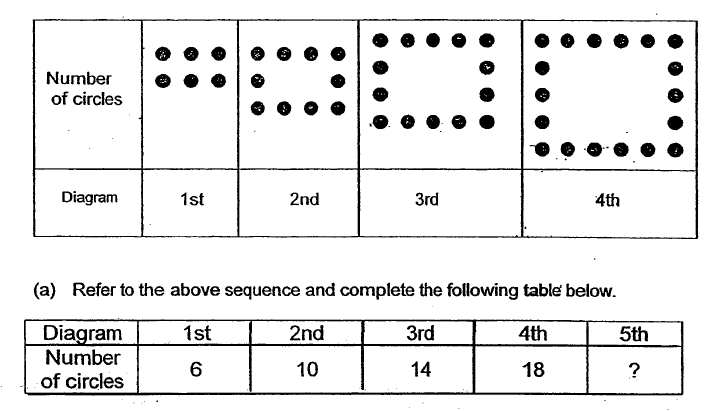 Number
of circles
Diagram 1st 2nd 3rd 4th
(a) Refer to the above sequence and complete the following table below.
Diagram 1st 2nd 3rd 4th 5th
Number
of circles 6 10 14 18 ?